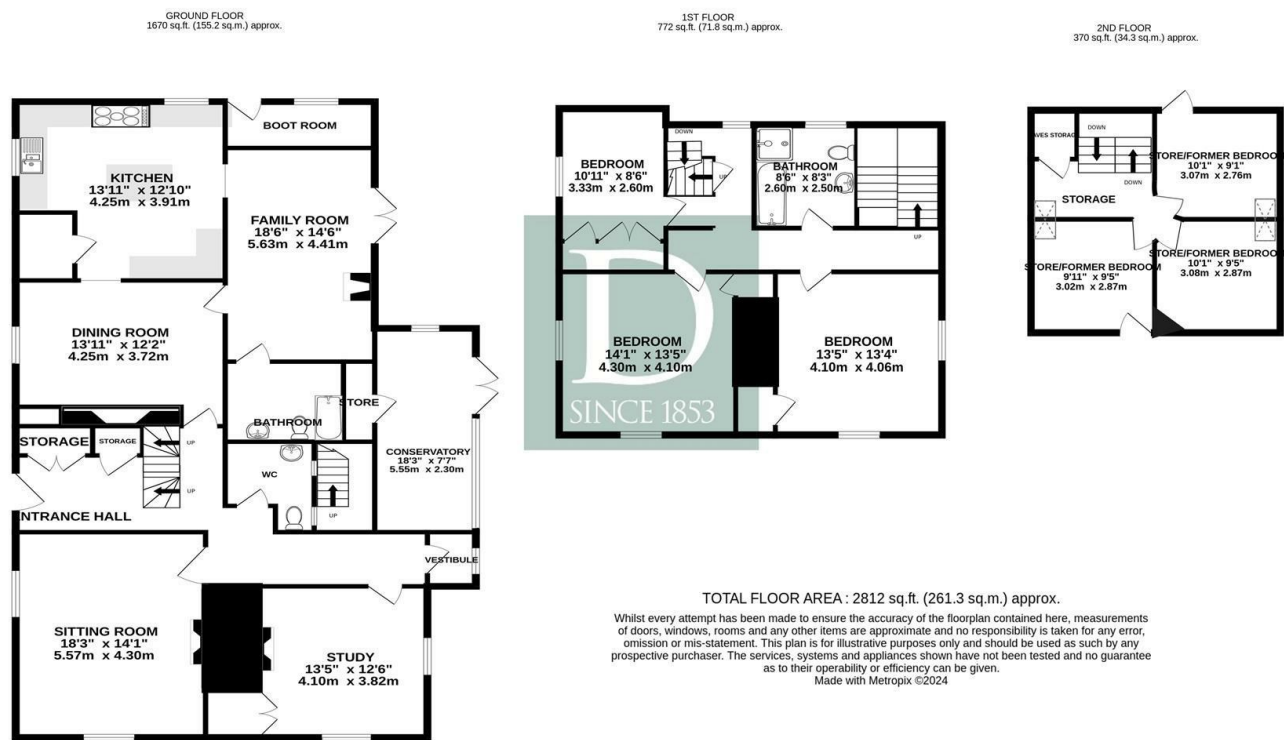 GROUND FLOOR
1670 sq.ft. (155.2 sq.m.) approx.
BOOT ROOM
KITCHEN
13'11" x 12'10"
4.25m x 3.91m
FAMILY ROOM
18'6" x 14'6"
5.63m x 4.41m
DINING ROOM
13'11" x 12'2"
4.25m x 3.72m
STORE
BATHROOM
STORAGE
STORAGE
UP
CONSERVATORY
18'3" x 7'7"
5.55m x 2.30m
WC
UP
UP
NTRANCE HALL
VESTIBULE
SITTING ROOM
18'3" x 14'1"
5.57m x 4.30m
STUDY
13'5" x 12'6"
4.10m x 3.82m
1ST FLOOR
772 sq.ft. (71.8 sq.m.) approx.
DOWN
BEDROOM
10'11" x 8'6"
3.33m x 2.60m
UP
BATHROOM
8'6" x 8'3"
2.60m x 2.50m
UP
D
BEDROOM
14'1" x 13'5"
4.30m x 4.10m
BEDROOM
13'5" x 13'4"
4.10m x 4.06m
SINCE 1853
2ND FLOOR
370 sq.ft. (34.3 sq.m.) approx.
DOWN
AVES STORAG
STORE/FORMER BEDROOM
10'1" x 9'1"
3.07m x 2.76m
DOWN
STORAGE
STORE/FORMER BEDROOM
10'1" x 9'5"
3.08m x 2.87m
STORE/FORMER BEDROOM
9'11" x 9'5"
3.02m x 2.87m
TOTAL FLOOR AREA : 2812 sq.ft. (261.3 sq.m.) approx.
Whilst every attempt has been made to ensure the accuracy of the floorplan contained here, measurements
of doors, windows, rooms and any other items are approximate and no responsibility is taken for any error,
omission or mis-statement. This plan is for illustrative purposes only and should be used as such by any
prospective purchaser. The services, systems and appliances shown have not been tested and no guarantee
as to their operability or efficiency can be given.
Made with Metropix ©2024